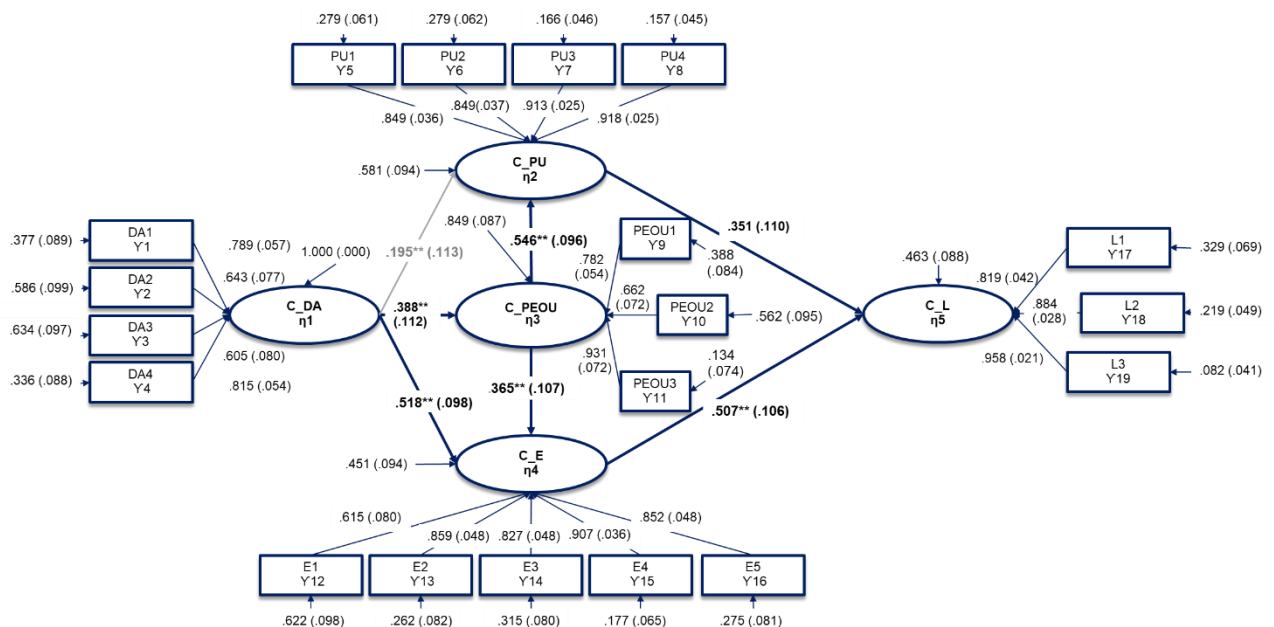 .279 (.061)
.279 (.062)
.166 (.046)
.157 (.045)
PU1
Y5
PU2
Y6
PU3
Y7
PU4
Y8
.849 (.036)
.849(.037)
.913 (.025)
.918 (.025)
C_PU
η2
.581 (.094)
.849 (.087)
.546** (.096)
.195** (.113)
.351 (.110)
DA1
Y1
.377 (.089)
DA2
Y2
.586 (.099)
DA3
Y3
.634 (.097)
DA4
Y4
.336 (.088)
.789 (.057)
.643 (.077)
.605 (.080)
.815 (.054)
1.000 (.000)
C_DA
η1
.388**
(.112)
C_PEOU
η3
PEOU1
Y9
.388
(.084)
.782
(.054)
PEOU2
Y10
.562 (.095)
.662
(.072)
PEOU3
Y11
.134
(.074)
.931
(.072)
.365** (.107)
.518** (.098)
.507** (.106)
.463 (.088)
C_L
η5
L1
Y17
.329 (.069)
.819 (.042)
L2
Y18
.219 (.049)
.884
(.028)
L3
Y19
.082 (.041)
.958 (.021)
.451 (.094)
C_E
η4
.615 (.080)
.859 (.048)
.827 (.048)
.907 (.036)
.852 (.048)
E1
Y12
E2
Y13
E3
Y14
E4
Y15
E5
Y16
.622 (.098)
.262 (.082)
.315 (.080)
.177 (.065)
.275 (.081)